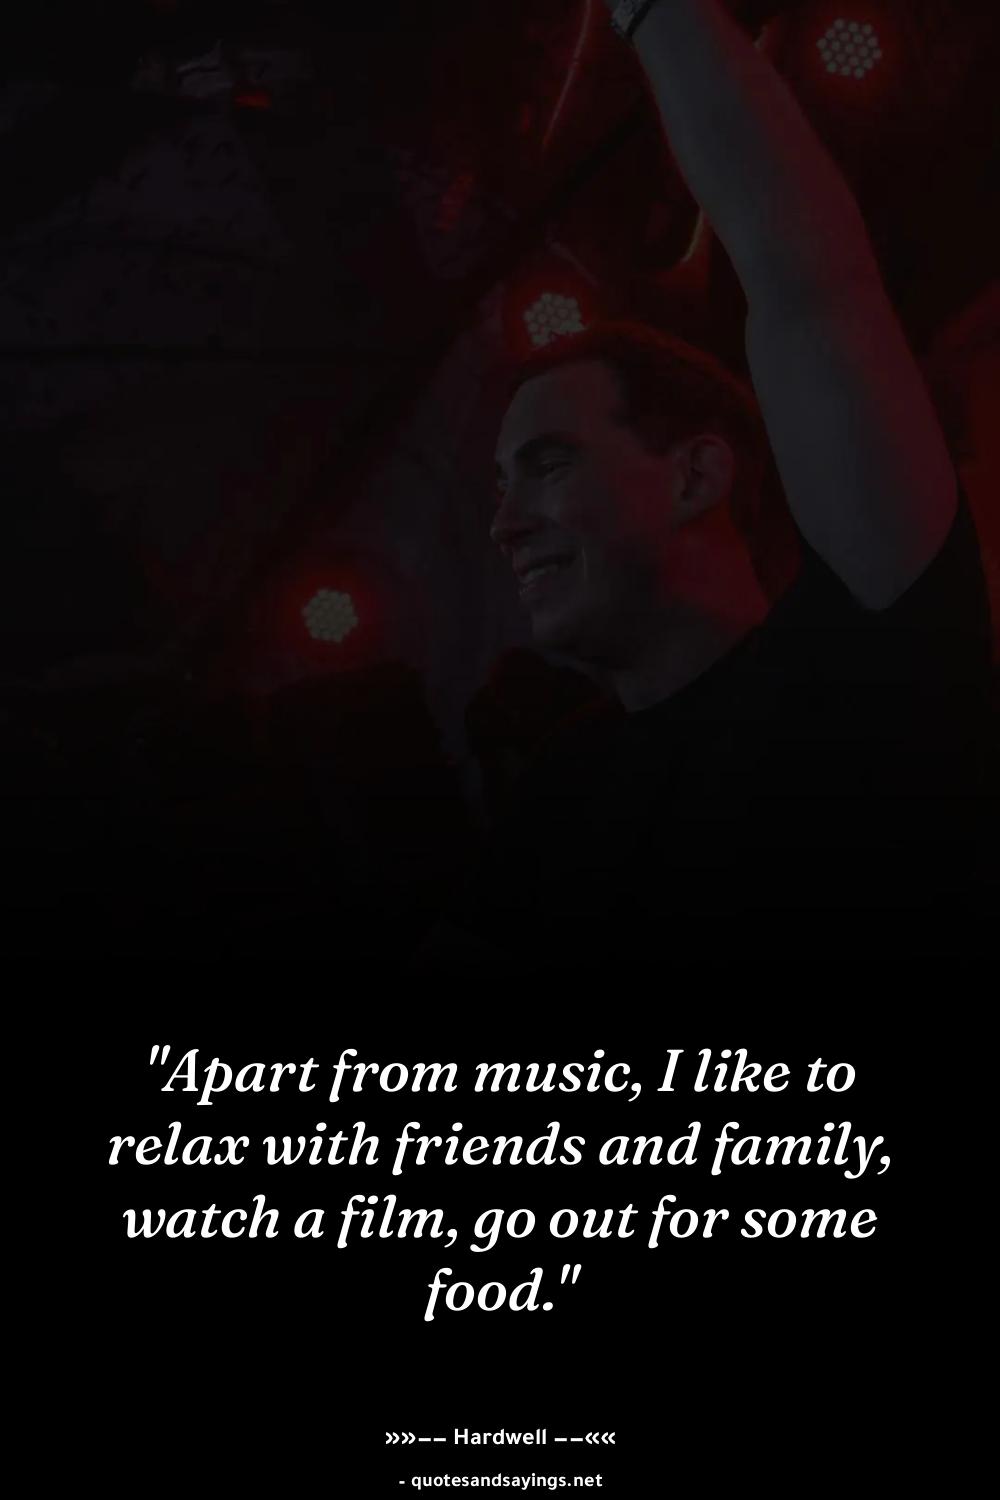 "Apart from music, I like to
relax with friends and family,
watch a film, go out for some
food."
»»–– Hardwell ––««
- quotesandsayings.net